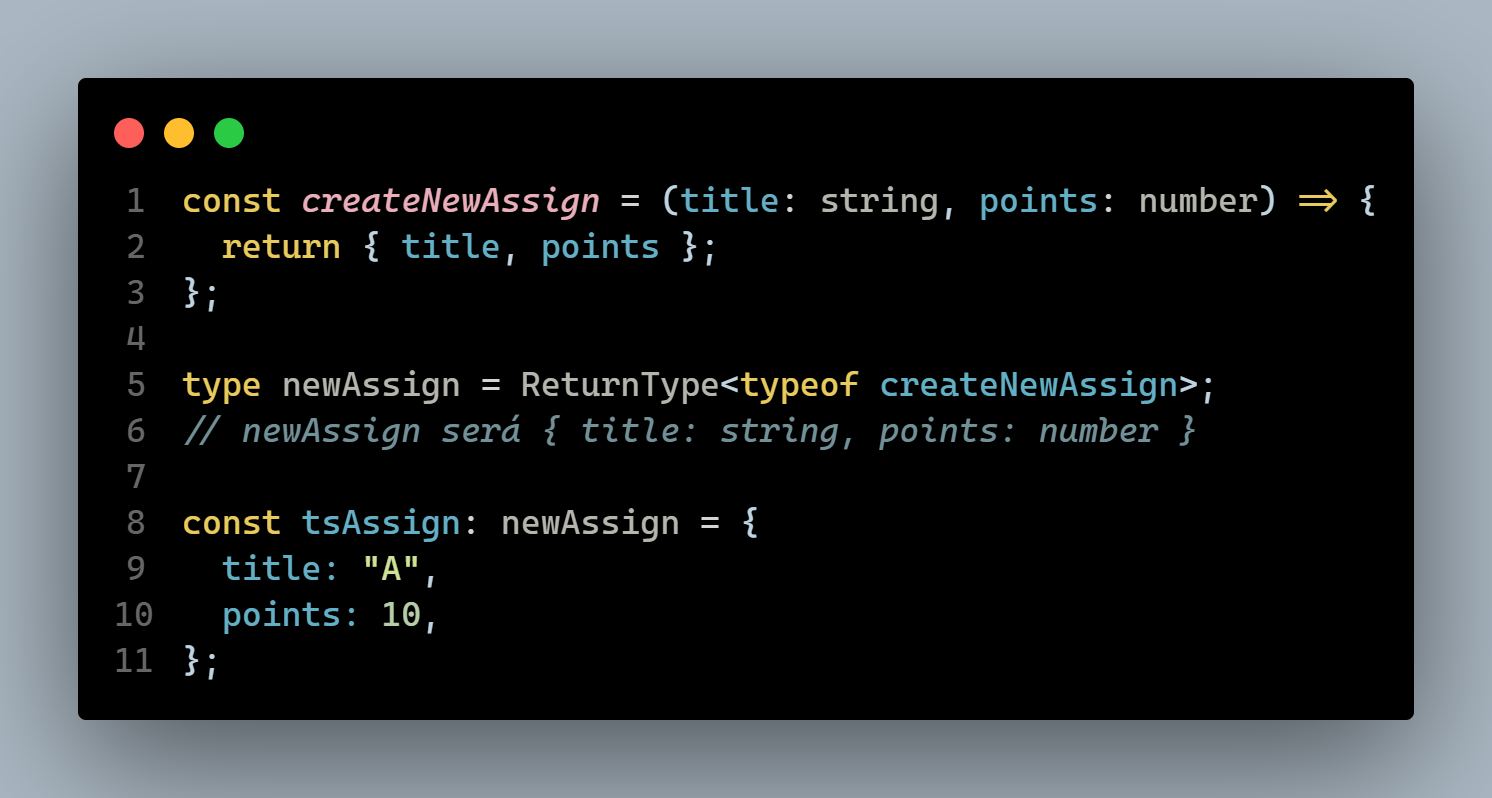 1 const createNewAssign = (title: string, points: number) => {
2   return { title, points };
3 };
4
5 type newAssign = ReturnType<typeof createNewAssign>;
6 // newAssign será { title: string, points: number }
7
8 const tsAssign: newAssign = {
9   title: "A",
10   points: 10,
11 };